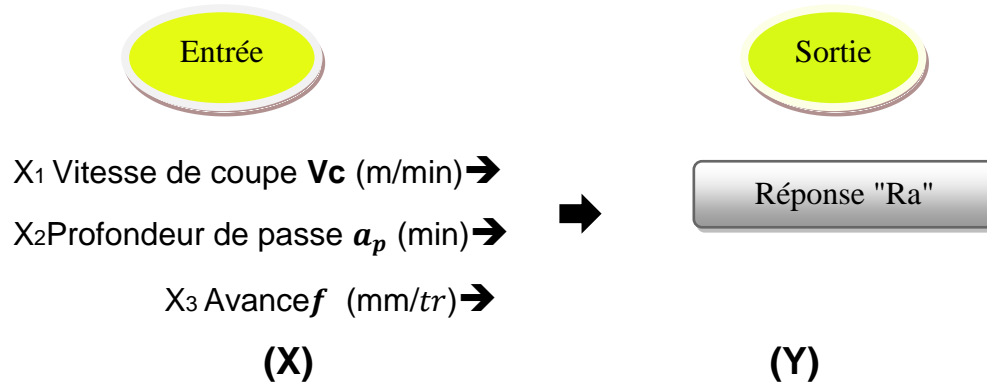 Entrée
Sortie
X1 Vitesse de coupe Vc (m/min)➔
X2Profondeur de passe ap (min)➔
X3 Avancef (mm/tr)➔
Réponse "Ra"
(X)
(Y)